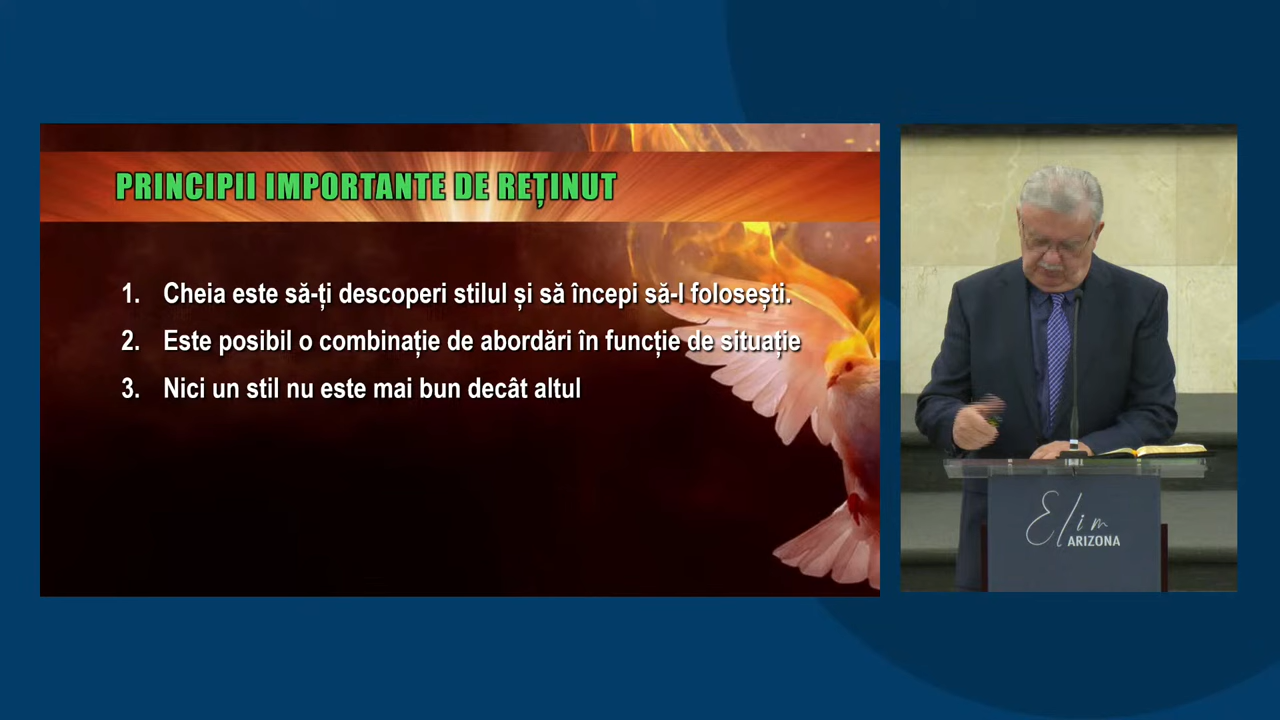 PRINCIPII IMPORTANTE DE REȚINUT
1. Cheia este să-ți descoperi stilul și să începi să-l folosești.
2. Este posibil o combinație de abordări în funcție de situație
3. Nici un stil nu este mai bun decât altul
Elim
ARIZONA